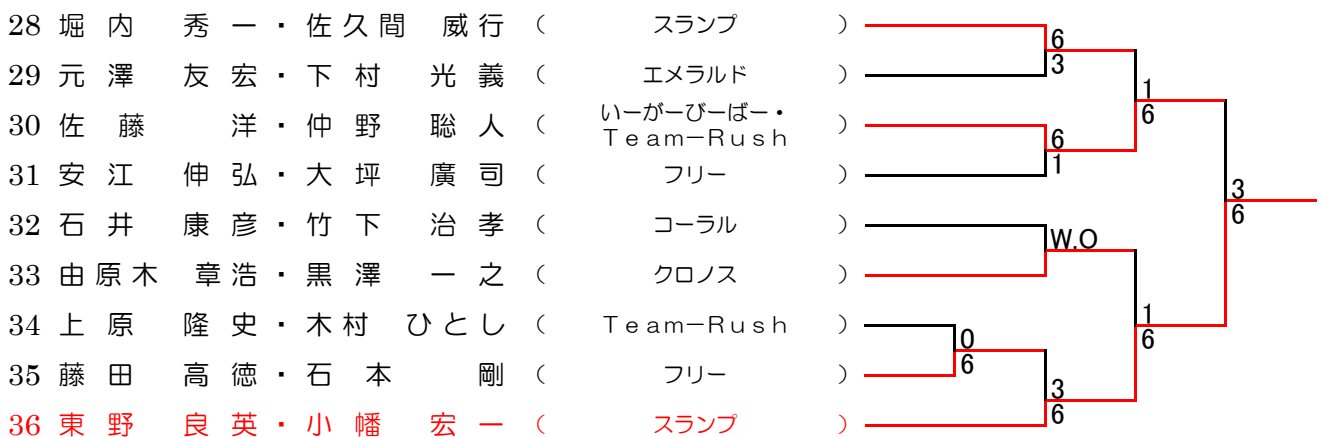 28 堀内 秀一・佐久間 威行 ( スランプ )
6
29 元澤 友宏・下村 光義 ( エメラルド )
3
1
6
30 佐藤 洋・仲野 聡人 ( いーがーびーばー・
Team－Rush )
6
31 安江 伸弘・大坪 廣司 ( フリー )
1
3
6
32 石井 康彦・竹下 治孝 ( コーラル )
W.O
33 由原木 章浩・黒澤 一之 ( クロノス )
34 上原 隆史・木村 ひとし ( Team－Rush )
0
1
6
35 藤田 高徳・石本 剛 ( フリー )
6
3
36 東野 良英・小幡 宏一 ( スランプ )
6